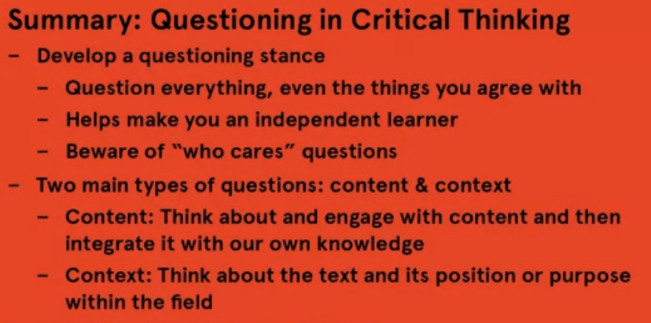 Summary: Questioning in Critical Thinking
– Develop a questioning stance
– Question everything, even the things you agree with
– Helps make you an independent learner
– Beware of “who cares” questions
– Two main types of questions: content & context
– Content: Think about and engage with content and then
integrate it with our own knowledge
– Context: Think about the text and its position or purpose
within the field